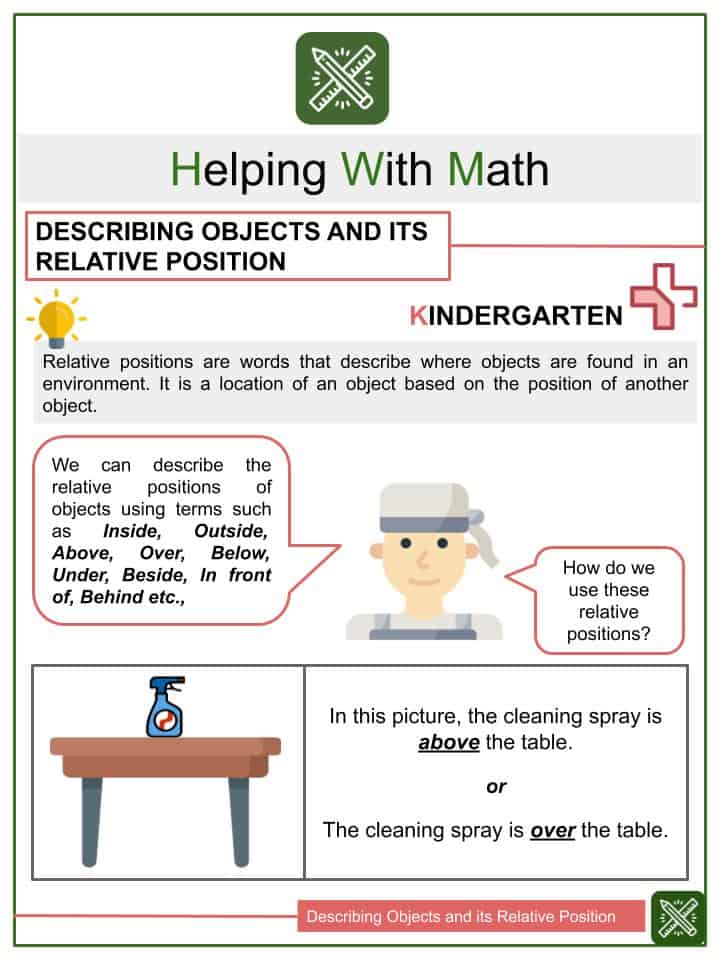 Helping With Math
DESCRIBING OBJECTS AND ITS
RELATIVE POSITION
KINDERGARTEN
Relative positions are words that describe where objects are found in an
environment. It is a location of an object based on the position of another
object.
We can describe the
relative positions of
objects using terms such
as Inside, Outside,
Above, Over, Below,
Under, Beside, In front
of, Behind etc.,
How do we
use these
relative
positions?
In this picture, the cleaning spray is
above the table.
or
The cleaning spray is over the table.
Describing Objects and its Relative Position